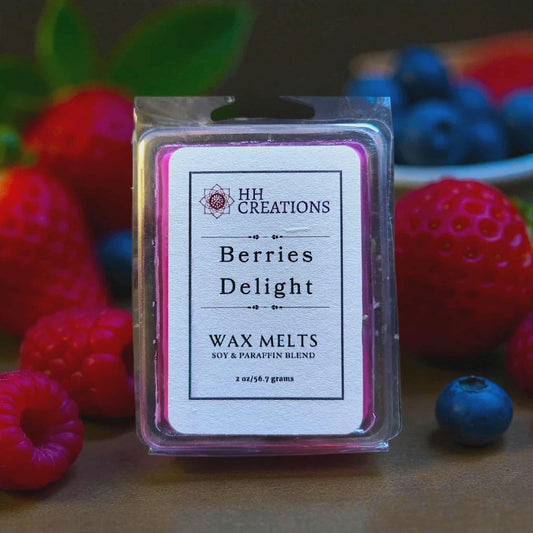 HH
CREATIONS
Berries
Delight
WAX MELTS
SOY & PARAFFIN BLEND
2 oz/56.7 grams